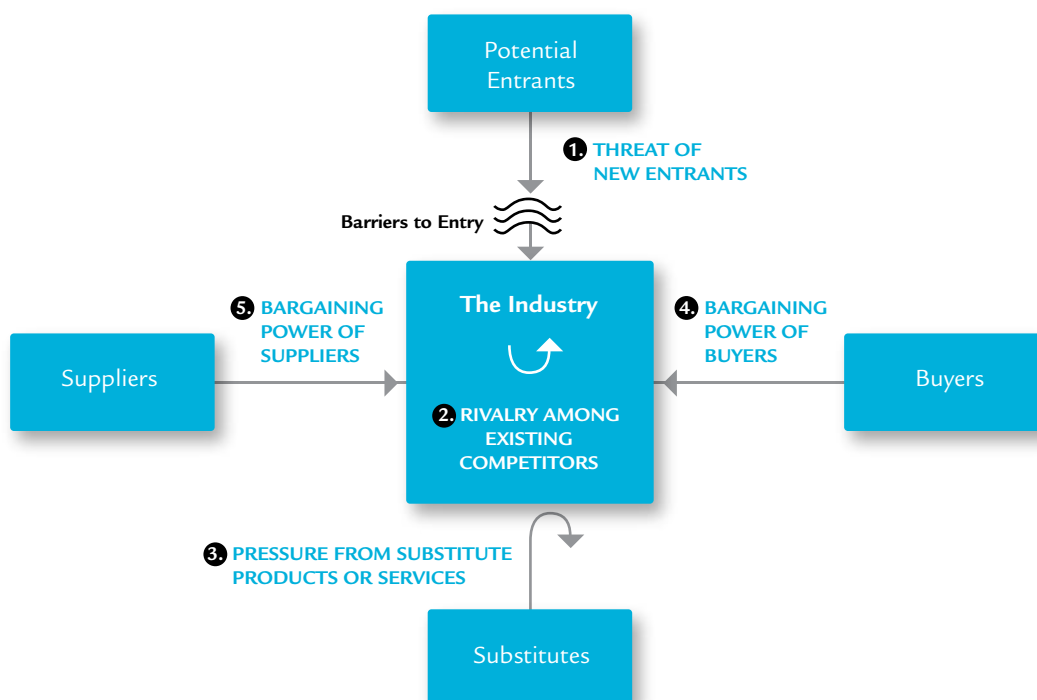 Potential
Entrants
1. THREAT OF
NEW ENTRANTS
Barriers to Entry
5. BARGAINING
POWER OF
SUPPLIERS
The Industry
4. BARGAINING
POWER OF
BUYERS
Suppliers
Buyers
2. RIVALRY AMONG
EXISTING
COMPETITORS
3. PRESSURE FROM SUBSTITUTE
PRODUCTS OR SERVICES
Substitutes